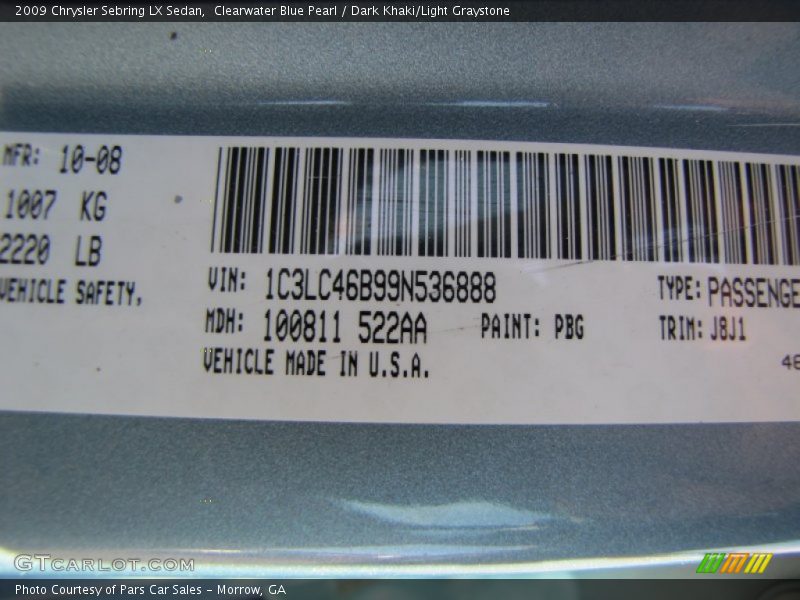 2009 Chrysler Sebring LX Sedan,  Clearwater Blue Pearl / Dark Khaki/Light Graystone
MFR: 10-08
1007 KG
2220 LB
VEHICLE SAFETY,
VIN: 1C3LC46B99N536888
TYPE: PASSENGE
MDH: 100811 522AA
PAINT: PBG
TRIM: J8J1
VEHICLE MADE IN U.S.A.
GTCARLOT.COM
Photo Courtesy of Pars Car Sales - Morrow, GA